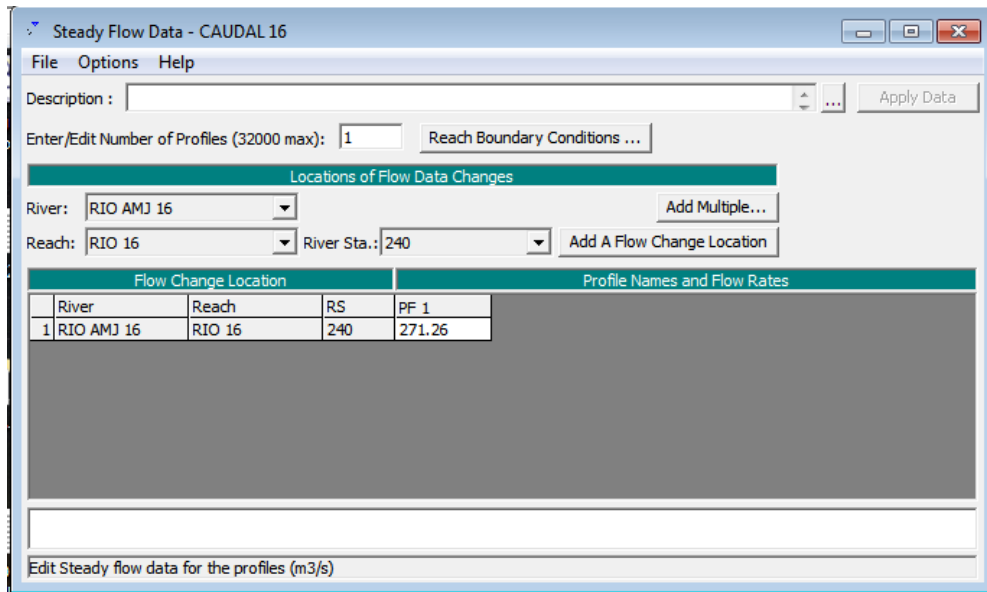 Steady Flow Data - CAUDAL 16
File Options Help
Description : ... Apply Data
Enter/Edit Number of Profiles (32000 max): 1 Reach Boundary Conditions ...
Locations of Flow Data Changes
River: RIO AMJ 16 Add Multiple...
Reach: RIO 16 River Sta.: 240 Add A Flow Change Location
Flow Change Location Profile Names and Flow Rates
River Reach RS PF 1
1 RIO AMJ 16 RIO 16 240 271.26
Edit Steady flow data for the profiles (m3/s)